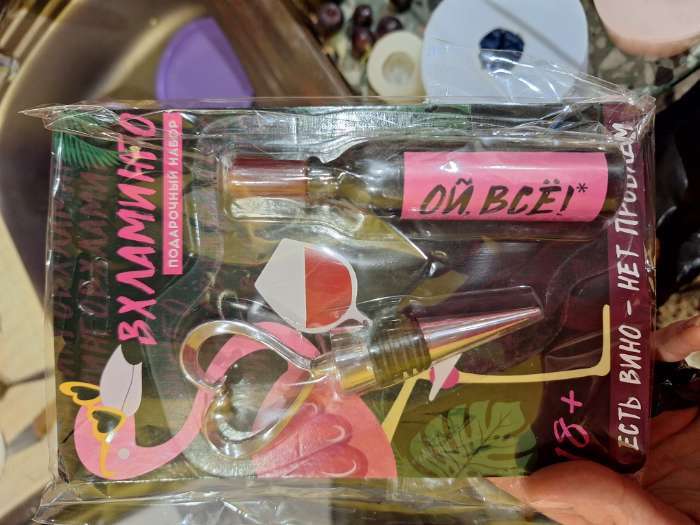 ВХЛАМИНГО
ПОДАРОЧНЫЙ НАБОР
ОЙ, ВСЁ!*
18+
ЕСТЬ ВИНО – НЕТ ПРОБЛЕМ